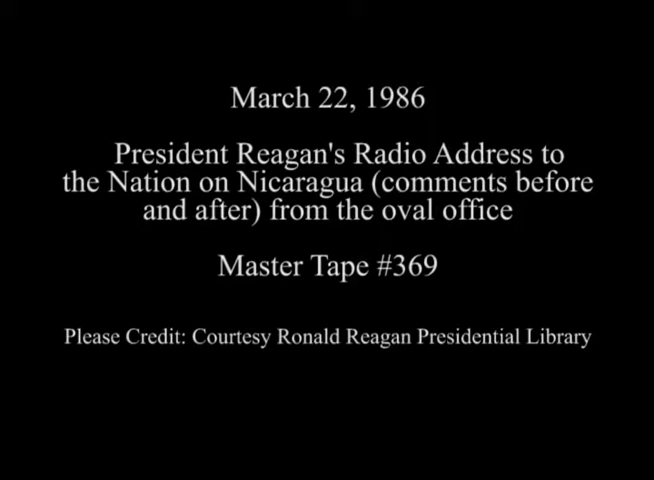 March 22, 1986
President Reagan's Radio Address to
the Nation on Nicaragua (comments before
and after) from the oval office
Master Tape #369
Please Credit: Courtesy Ronald Reagan Presidential Library